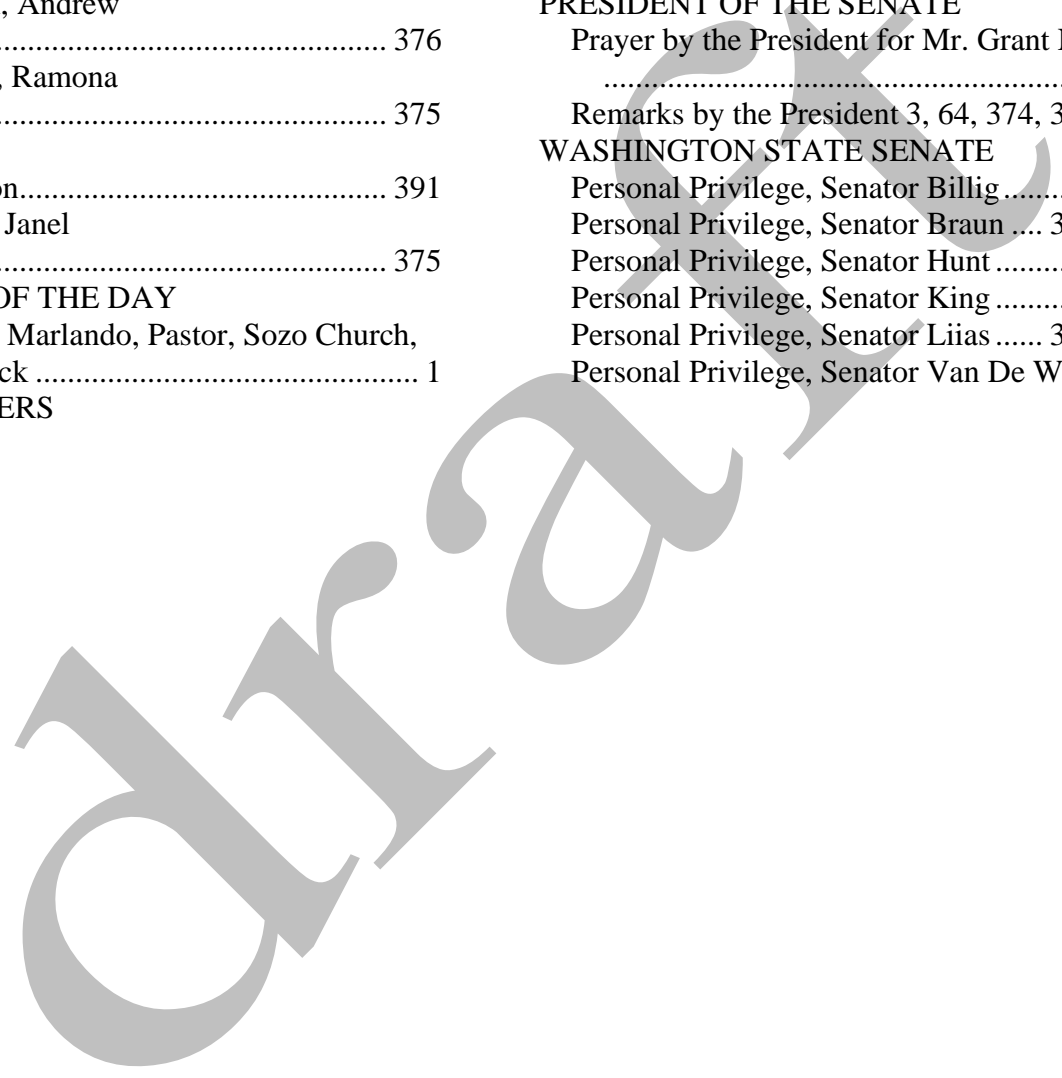 , Andrew
........................................................ 376
, Ramona
........................................................ 375
on........................................................ 391
Janel
........................................................ 375
OF THE DAY
Marlando, Pastor, Sozo Church,
ck ........................................................ 1
ERS
PRESIDENT OF THE SENATE
Prayer by the President for Mr. Grant
........................................................
Remarks by the President 3, 64, 374, 3
WASHINGTON STATE SENATE
Personal Privilege, Senator Billig ........
Personal Privilege, Senator Braun .... 3
Personal Privilege, Senator Hunt .........
Personal Privilege, Senator King .........
Personal Privilege, Senator Liias ...... 3
Personal Privilege, Senator Van De W
draft